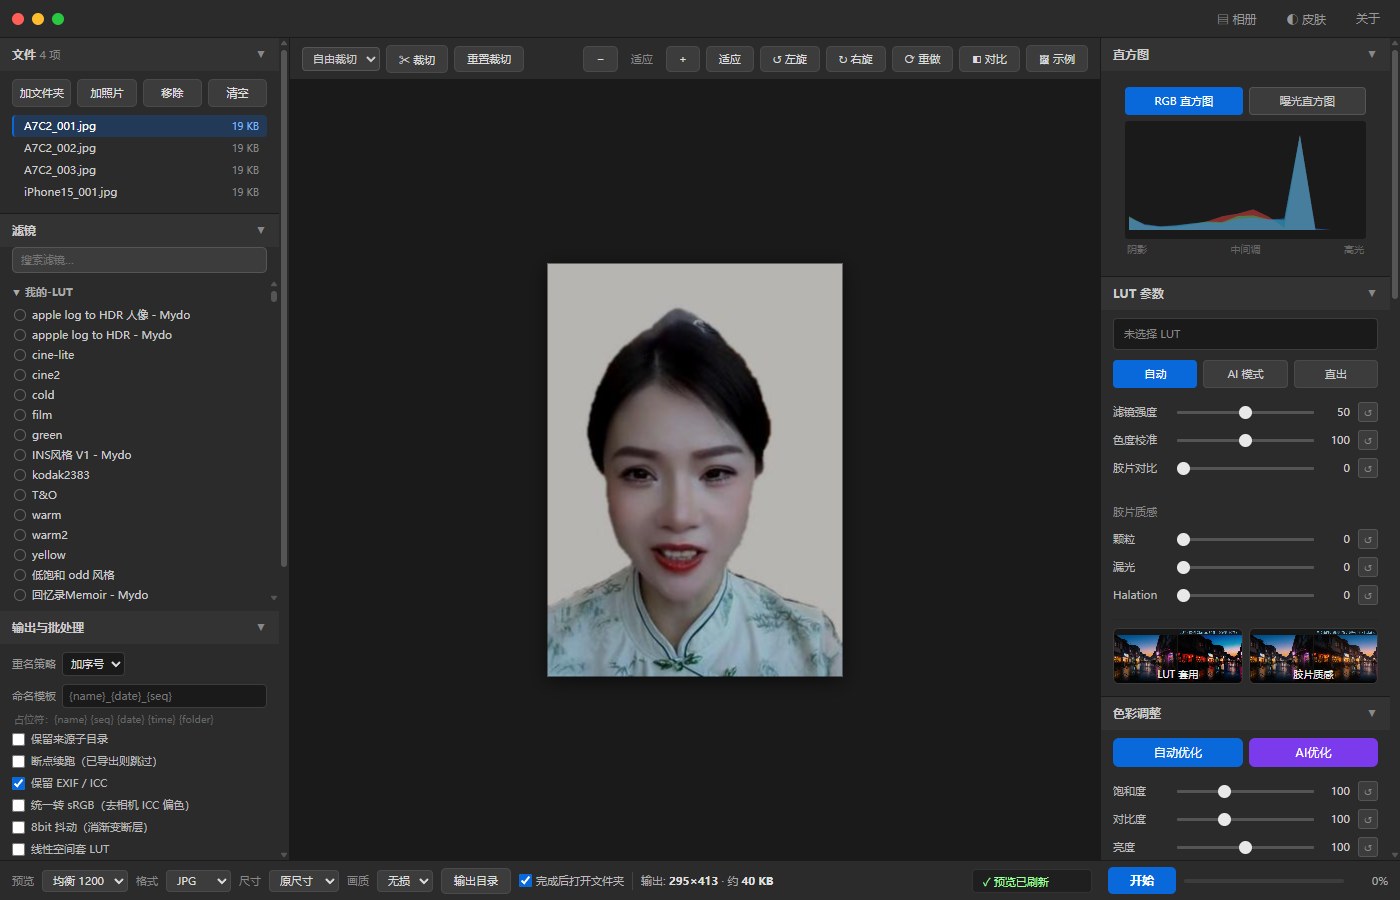 相册
皮肤
关于
文件 4 项
加文件夹 加照片 移除 清空
A7C2_001.jpg 19 KB
A7C2_002.jpg 19 KB
A7C2_003.jpg 19 KB
iPhone15_001.jpg 19 KB
滤镜
搜索滤镜...
我的-LUT
apple log to HDR 人像 - Mydo
appple log to HDR - Mydo
cine-lite
cine2
cold
film
green
INS风格 V1 - Mydo
kodak2383
T&O
warm
warm2
yellow
低饱和 odd 风格
回忆录Memoir - Mydo
输出与批处理
重名策略 加序号
命名模板 {name}_{date}_{seq}
占位符：{name} {seq} {date} {time} {folder}
保留来源子目录
断点续跑（已导出则跳过）
保留 EXIF / ICC
统一转 sRGB（去相机 ICC 偏色）
8bit 抖动（消渐变断层）
线性空间套 LUT
自由裁切 裁切 重置裁切 − 适应 + 适应 左旋 右旋 重做 对比 示例
直方图
RGB 直方图 曝光直方图
阴影 中间调 高光
LUT 参数
未选择 LUT
自动 AI 模式 直出
滤镜强度 50
色度校准 100
胶片对比 0
胶片质感
颗粒 0
漏光 0
Halation 0
LUT 套用 胶片质感
色彩调整
自动优化 AI优化
饱和度 100
对比度 100
亮度 100
预览 均衡 1200 格式 JPG 尺寸 原尺寸 画质 无损 输出目录 完成后打开文件夹 输出: 295×413 · 约 40 KB ✓ 预览已刷新 开始 0%